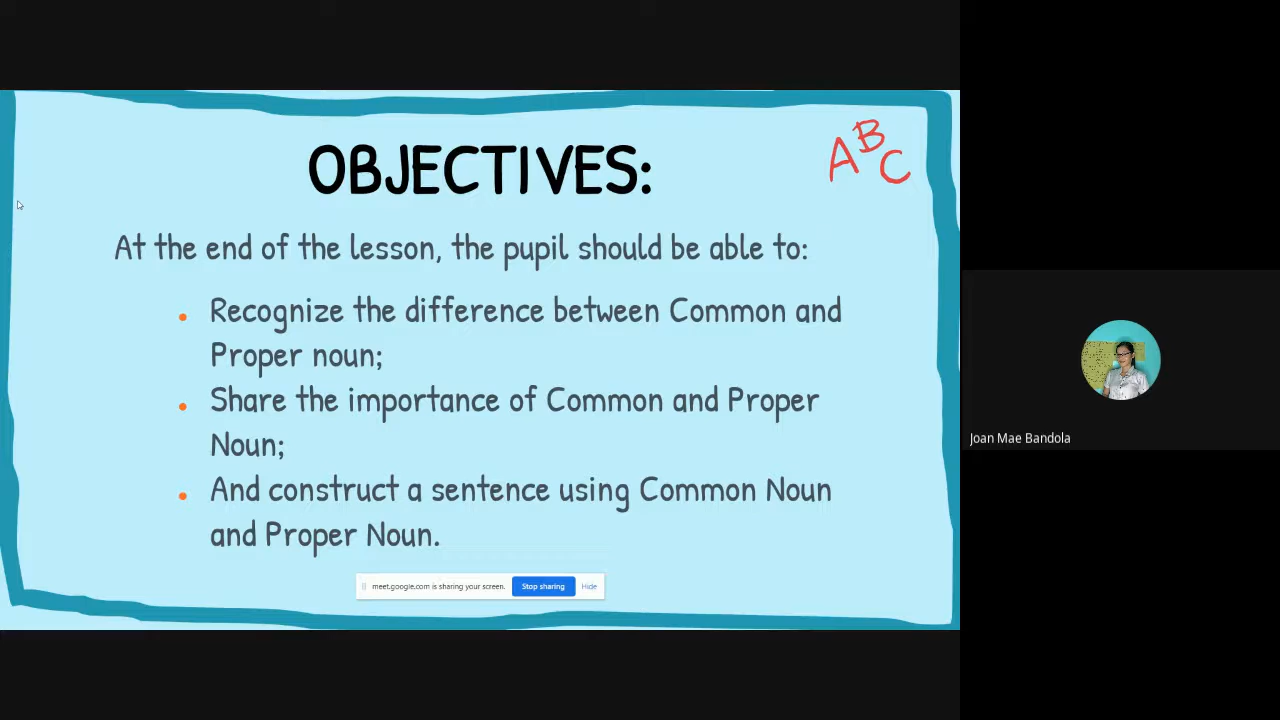 ABC
OBJECTIVES:
At the end of the lesson, the pupil should be able to:
• Recognize the difference between Common and
Proper noun;
• Share the importance of Common and Proper
Noun;
• And construct a sentence using Common Noun
and Proper Noun.
meet.google.com is sharing your screen. Stop sharing Hide
Joan Mae Bandola